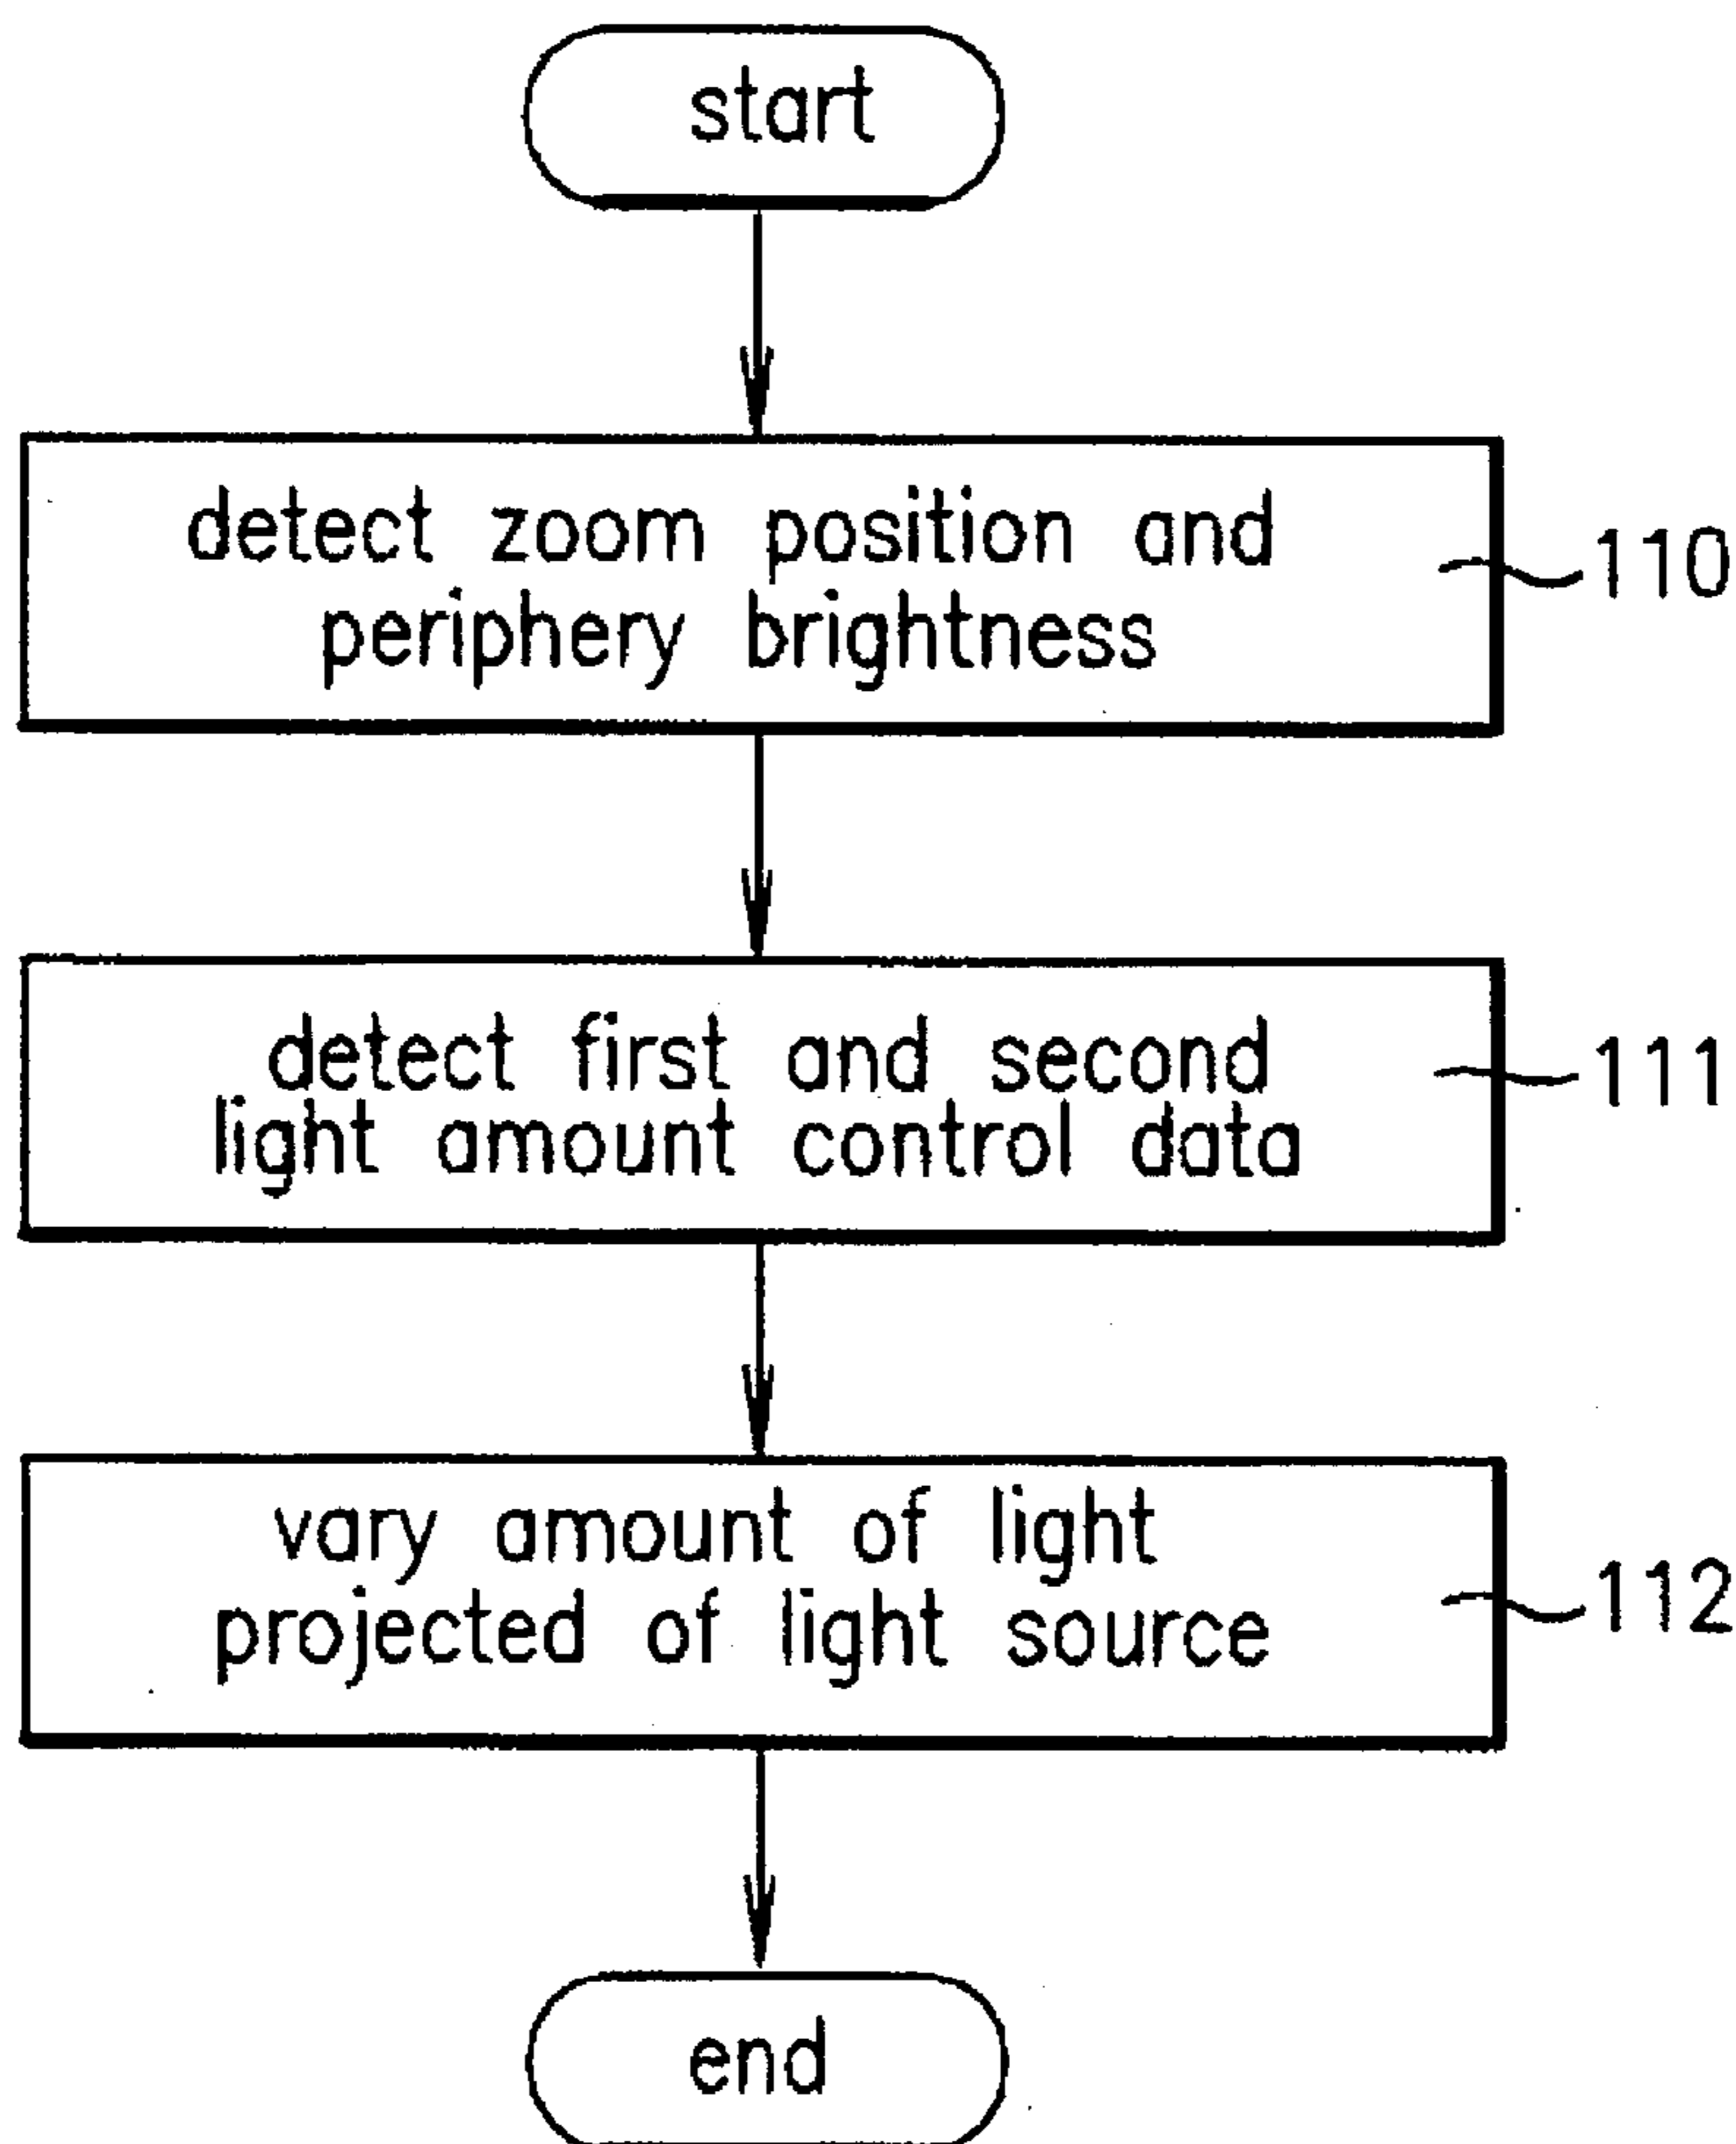 start
detect zoom position and
periphery brightness
110
detect first and second
light amount control data
111
vary amount of light
projected of light source
112
end